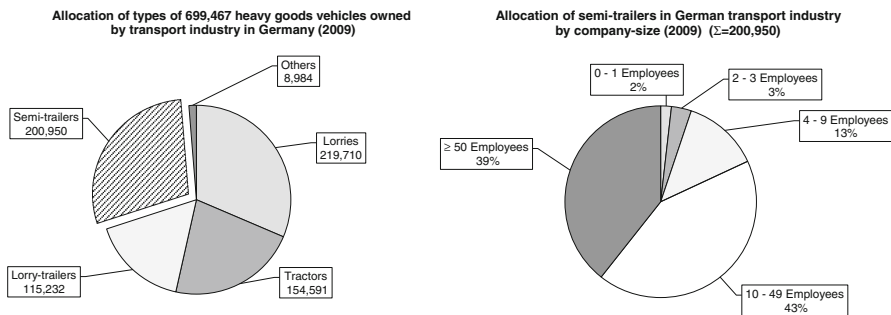 Allocation of types of 699,467 heavy goods vehicles owned
by transport industry in Germany (2009)
Others
8,984
Semi-trailers
200,950
Lorries
219,710
Lorry-trailers
115,232
Tractors
154,591
Allocation of semi-trailers in German transport industry
by company-size (2009) (Σ=200,950)
0 - 1 Employees
2%
2 - 3 Employees
3%
4 - 9 Employees
13%
≥ 50 Employees
39%
10 - 49 Employees
43%